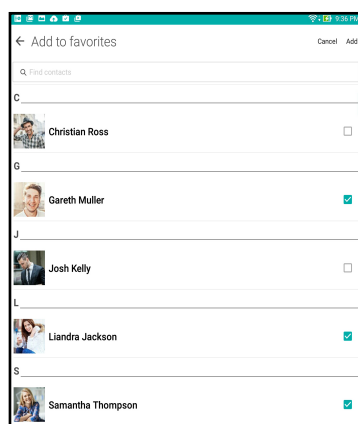 9:36 PM
Add to favorites
Cancel Add
Find contacts
C
Christian Ross
G
Gareth Muller
J
Josh Kelly
L
Liandra Jackson
S
Samantha Thompson